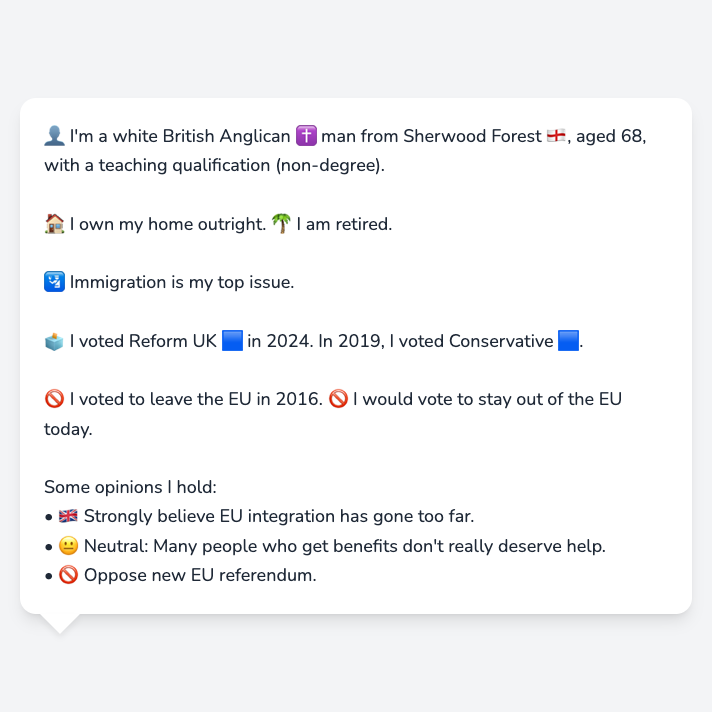 👤 I'm a white British Anglican ✝️ man from Sherwood Forest 🏴󠁧󠁢󠁥󠁮󠁧󠁿, aged 68,
with a teaching qualification (non-degree).
🏠 I own my home outright. 🌴 I am retired.
🛂 Immigration is my top issue.
🗳️ I voted Reform UK 🟦 in 2024. In 2019, I voted Conservative 🟦.
🚫 I voted to leave the EU in 2016. 🚫 I would vote to stay out of the EU
today.
Some opinions I hold:
• 🇬🇧 Strongly believe EU integration has gone too far.
• 😐 Neutral: Many people who get benefits don't really deserve help.
• 🚫 Oppose new EU referendum.